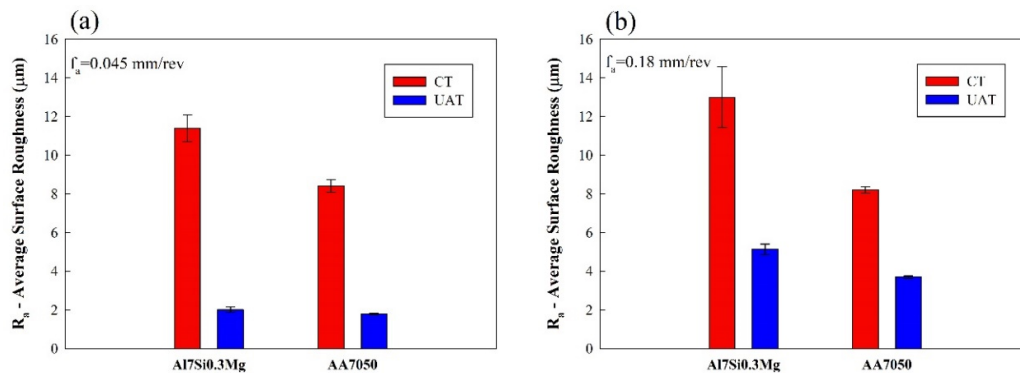 (a)
16
14
12
10
8
6
4
2
0
Rₐ - Average Surface Roughness (μm)
fₐ=0.045 mm/rev
CT
UAT
Al7Si0.3Mg
AA7050
(b)
16
14
12
10
8
6
4
2
0
Rₐ - Average Surface Roughness (μm)
fₐ=0.18 mm/rev
CT
UAT
Al7Si0.3Mg
AA7050